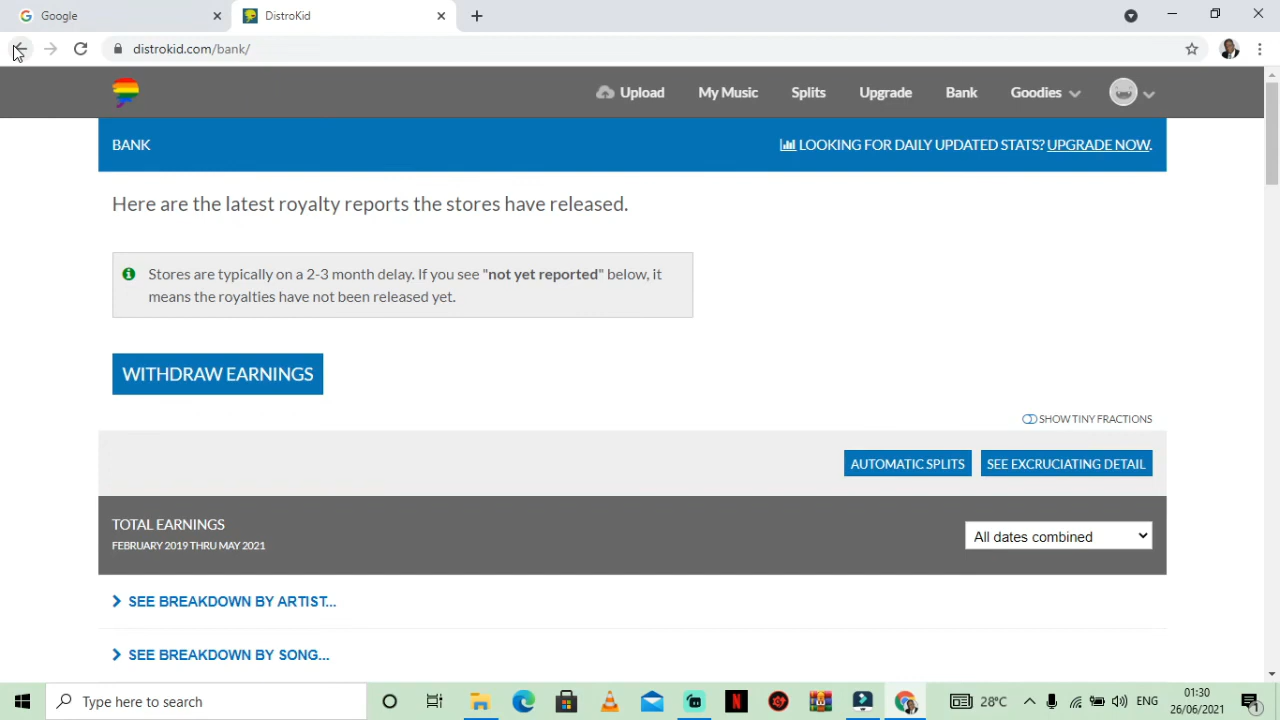 Google
DistroKid
distrokid.com/bank/
Upload
My Music
Splits
Upgrade
Bank
Goodies
BANK
LOOKING FOR DAILY UPDATED STATS? UPGRADE NOW.
Here are the latest royalty reports the stores have released.
Stores are typically on a 2-3 month delay. If you see "not yet reported" below, it
means the royalties have not been released yet.
WITHDRAW EARNINGS
SHOW TINY FRACTIONS
AUTOMATIC SPLITS
SEE EXCRUCIATING DETAIL
TOTAL EARNINGS
FEBRUARY 2019 THRU MAY 2021
All dates combined
SEE BREAKDOWN BY ARTIST...
SEE BREAKDOWN BY SONG...
Type here to search
28°C
ENG
01:30
26/06/2021